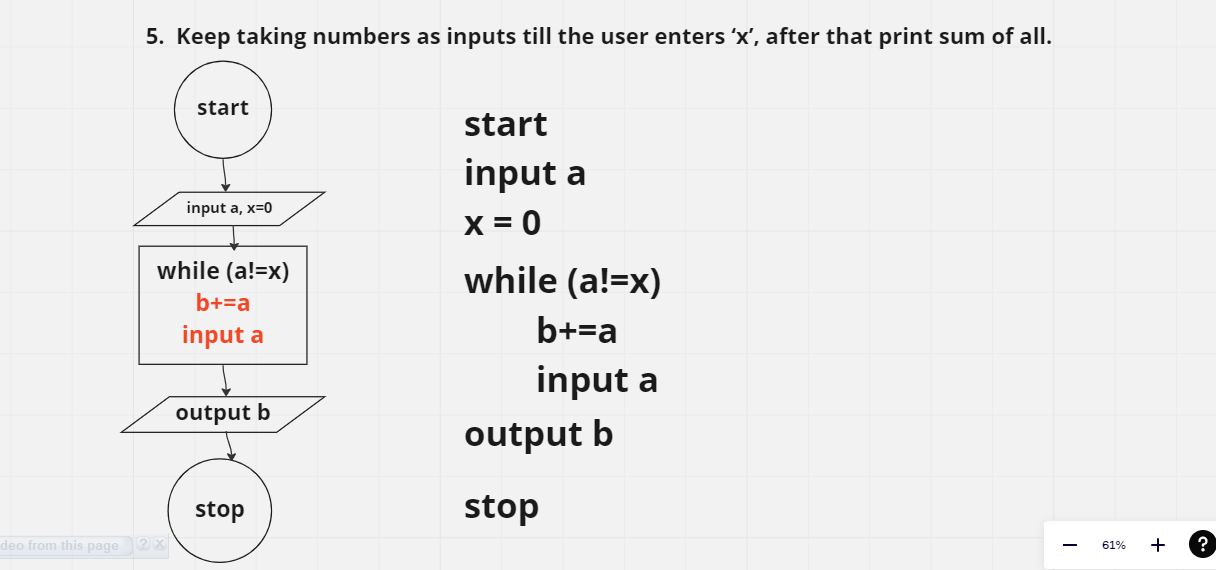 5. Keep taking numbers as inputs till the user enters ‘x’, after that print sum of all.
start
input a, x=0
while (a!=x)
b+=a
input a
output b
stop
start
input a
x = 0
while (a!=x)
b+=a
input a
output b
stop
deo from this page ? X
61%
?